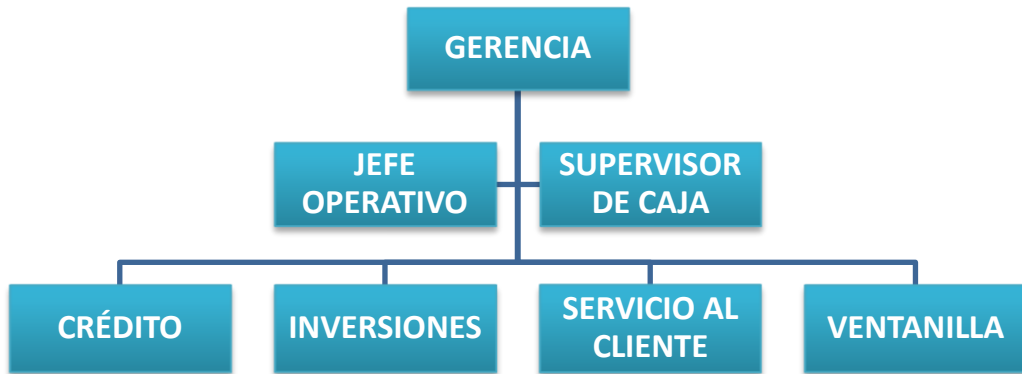 GERENCIA
JEFE
OPERATIVO
SUPERVISOR
DE CAJA
CRÉDITO
INVERSIONES
SERVICIO AL
CLIENTE
VENTANILLA